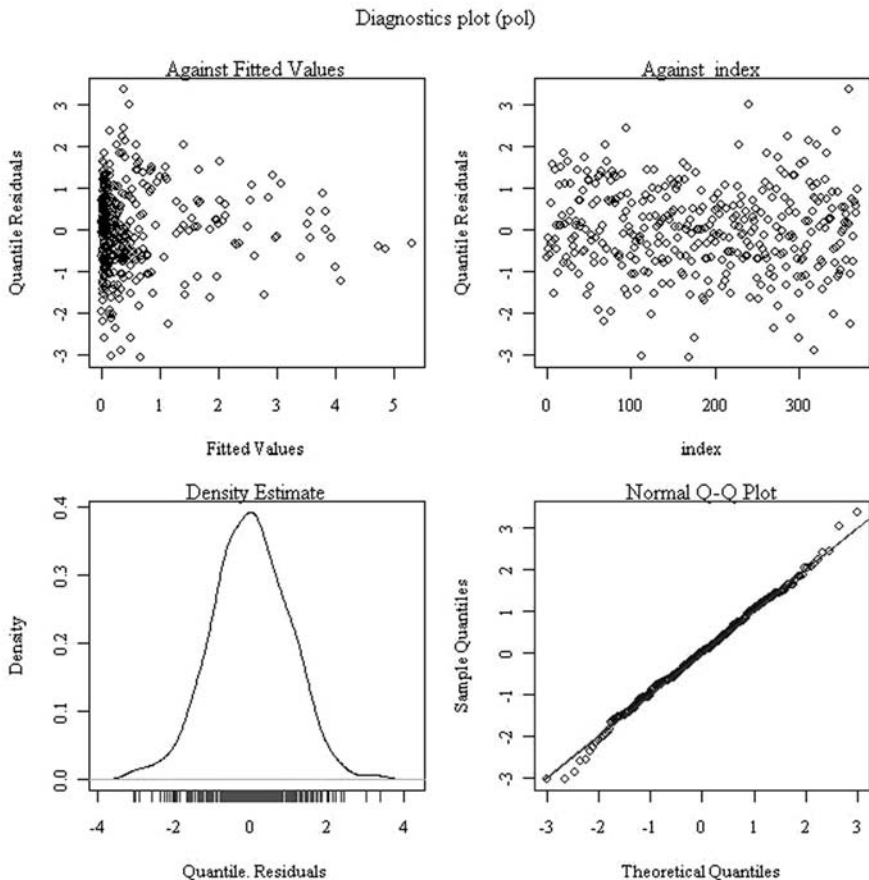 Diagnostics plot (pol)
Against Fitted Values
Quantile Residuals
3
2
1
0
-1
-2
-3
0 1 2 3 4 5
Fitted Values
Against index
Quantile Residuals
3
2
1
0
-1
-2
-3
0 100 200 300
index
Density Estimate
Density
0.4
0.3
0.2
0.1
0.0
-4 -2 0 2 4
Quantile. Residuals
Normal Q-Q Plot
Sample Quantiles
3
2
1
0
-1
-2
-3
-3 -2 -1 0 1 2 3
Theoretical Quantiles